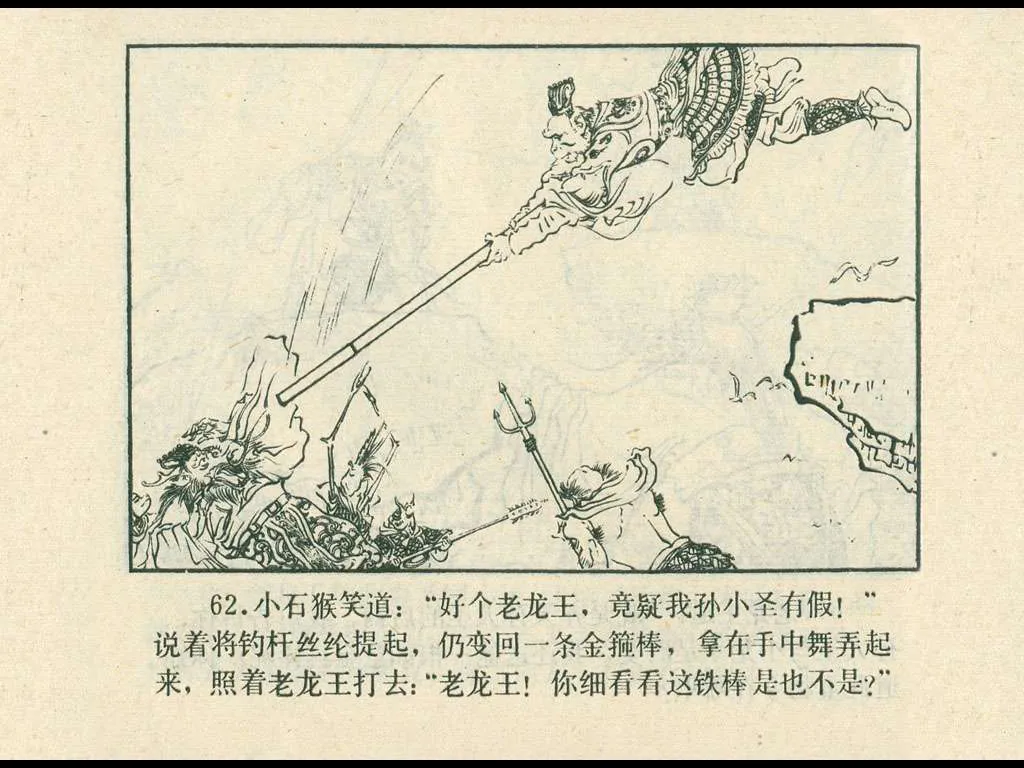 62.小石猴笑道：“好个老龙王，竟疑我孙小圣有假！”
说着将钓杆丝纶提起，仍变回一条金箍棒，拿在手中舞弄起
来，照着老龙王打去：“老龙王！你细看看这铁棒是也不是？”